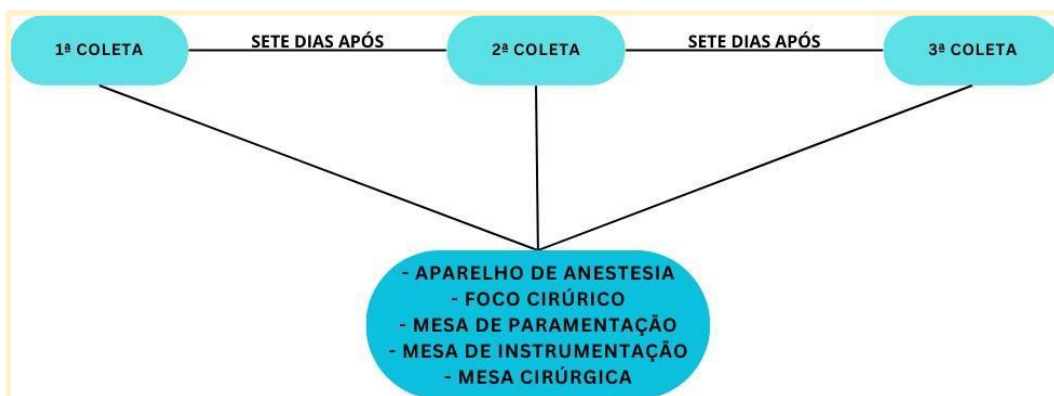 1ª COLETA
SETE DIAS APÓS
2ª COLETA
SETE DIAS APÓS
3ª COLETA
- APARELHO DE ANESTESIA
- FOCO CIRÚRICO
- MESA DE PARAMENTAÇÃO
- MESA DE INSTRUMENTAÇÃO
- MESA CIRÚRGICA